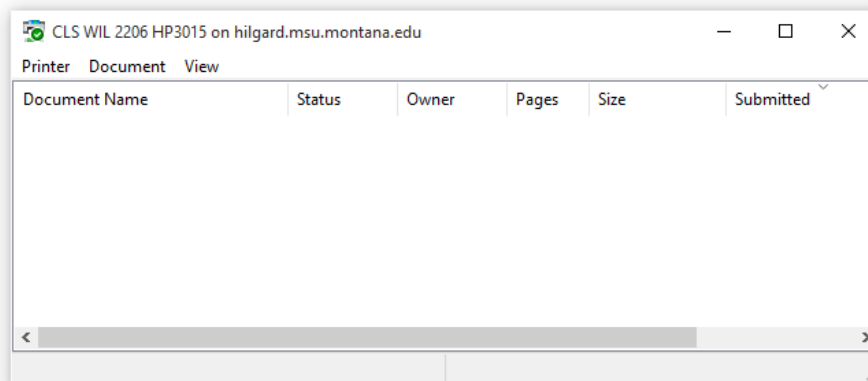 CLS WIL 2206 HP3015 on hilgard.msu.montana.edu
Printer Document View
Document Name Status Owner Pages Size Submitted